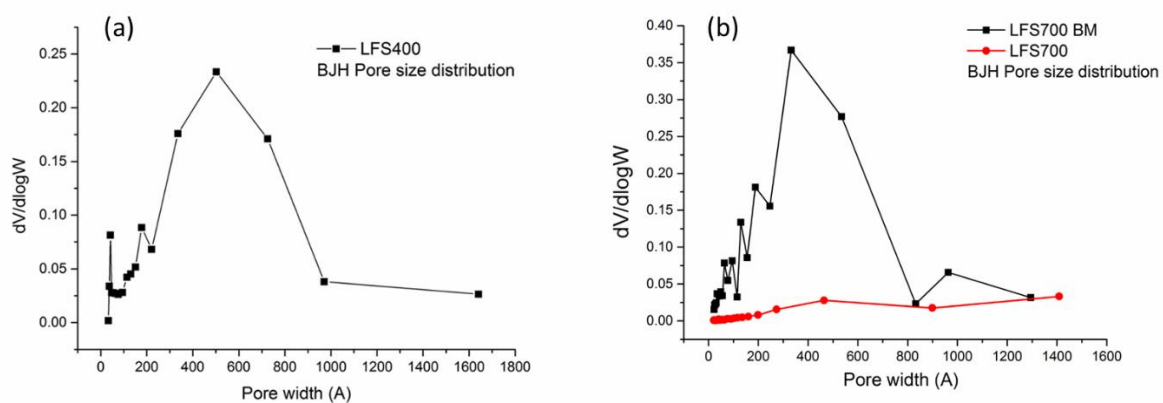 (a)
LFS400
BJH Pore size distribution
dV/dlogW
0.25
0.20
0.15
0.10
0.05
0.00
0 200 400 600 800 1000 1200 1400 1600 1800
Pore width (A)
(b)
LFS700 BM
LFS700
BJH Pore size distribution
dV/dlogW
0.40
0.35
0.30
0.25
0.20
0.15
0.10
0.05
0.00
0 200 400 600 800 1000 1200 1400 1600
Pore width (A)